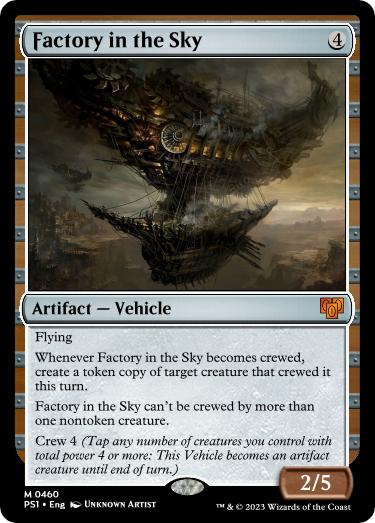 Factory in the Sky 4
Artifact — Vehicle
Flying
Whenever Factory in the Sky becomes crewed,
create a token copy of target creature that crewed it
this turn.
Factory in the Sky can't be crewed by more than
one nontoken creature.
Crew 4 (Tap any number of creatures you control with
total power 4 or more: This Vehicle becomes an artifact
creature until end of turn.)
2/5
M 0460
PS1 • Eng Unknown Artist
™ & © 2023 Wizards of the Coast